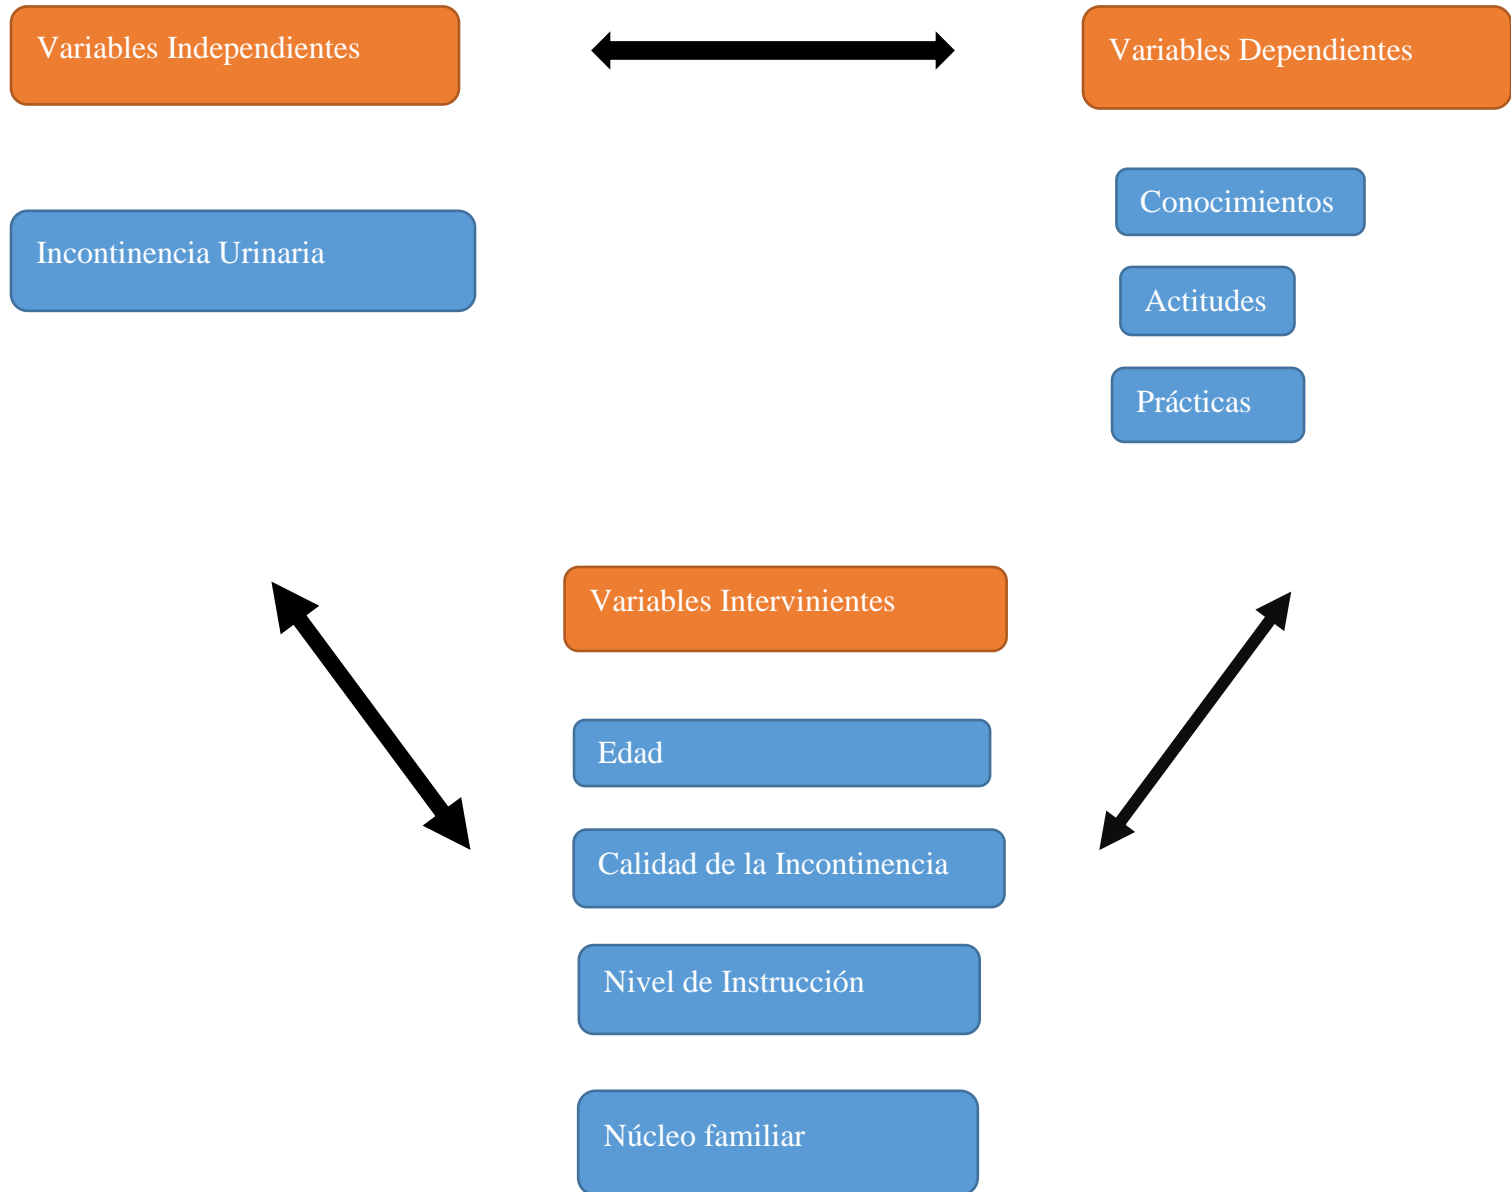 Variables Independientes
Variables Dependientes
Incontinencia Urinaria
Conocimientos
Actitudes
Prácticas
Variables Intervinientes
Edad
Calidad de la Incontinencia
Nivel de Instrucción
Núcleo familiar